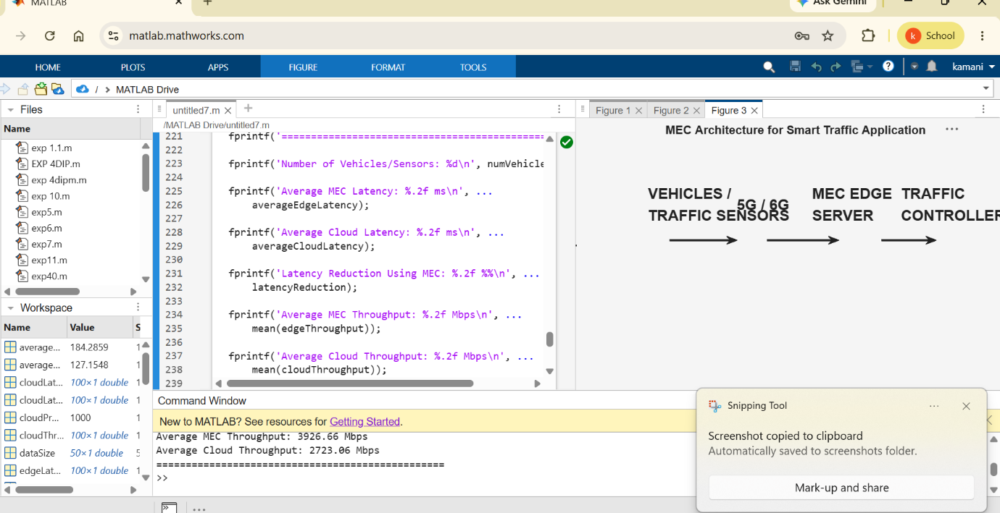 MATLAB
Ask Gemini
matlab.mathworks.com
k School
HOME PLOTS APPS FIGURE FORMAT TOOLS
kamani
/ > MATLAB Drive
Files
Name
exp 1.1.m
EXP 4DIP.m
exp 4dipm.m
exp 10.m
exp5.m
exp6.m
exp7.m
exp11.m
exp40.m
Workspace
Name Value S
average... 184.2859 1
average... 127.1548 1
cloudLat... 100×1 double 1
cloudLat... 100×1 double 1
cloudPr... 1000 1
cloudThr... 100×1 double 1
dataSize 50×1 double 5
edgeLat... 100×1 double 1
untitled7.m
/MATLAB Drive/untitled7.m
221 fprintf('=============================================
222
223 fprintf('Number of Vehicles/Sensors: %d\n', numVehicle
224
225 fprintf('Average MEC Latency: %.2f ms\n', ...
226 averageEdgeLatency);
227
228 fprintf('Average Cloud Latency: %.2f ms\n', ...
229 averageCloudLatency);
230
231 fprintf('Latency Reduction Using MEC: %.2f %%\n', ...
232 latencyReduction);
233
234 fprintf('Average MEC Throughput: %.2f Mbps\n', ...
235 mean(edgeThroughput));
236
237 fprintf('Average Cloud Throughput: %.2f Mbps\n', ...
238 mean(cloudThroughput));
239
Figure 1 Figure 2 Figure 3
MEC Architecture for Smart Traffic Application
VEHICLES /
TRAFFIC SENSORS
5G / 6G
MEC EDGE
SERVER
TRAFFIC
CONTROLLER
Command Window
New to MATLAB? See resources for Getting Started.
Average MEC Throughput: 3926.66 Mbps
Average Cloud Throughput: 2723.06 Mbps
==================================================
>>
Snipping Tool
Screenshot copied to clipboard
Automatically saved to screenshots folder.
Mark-up and share